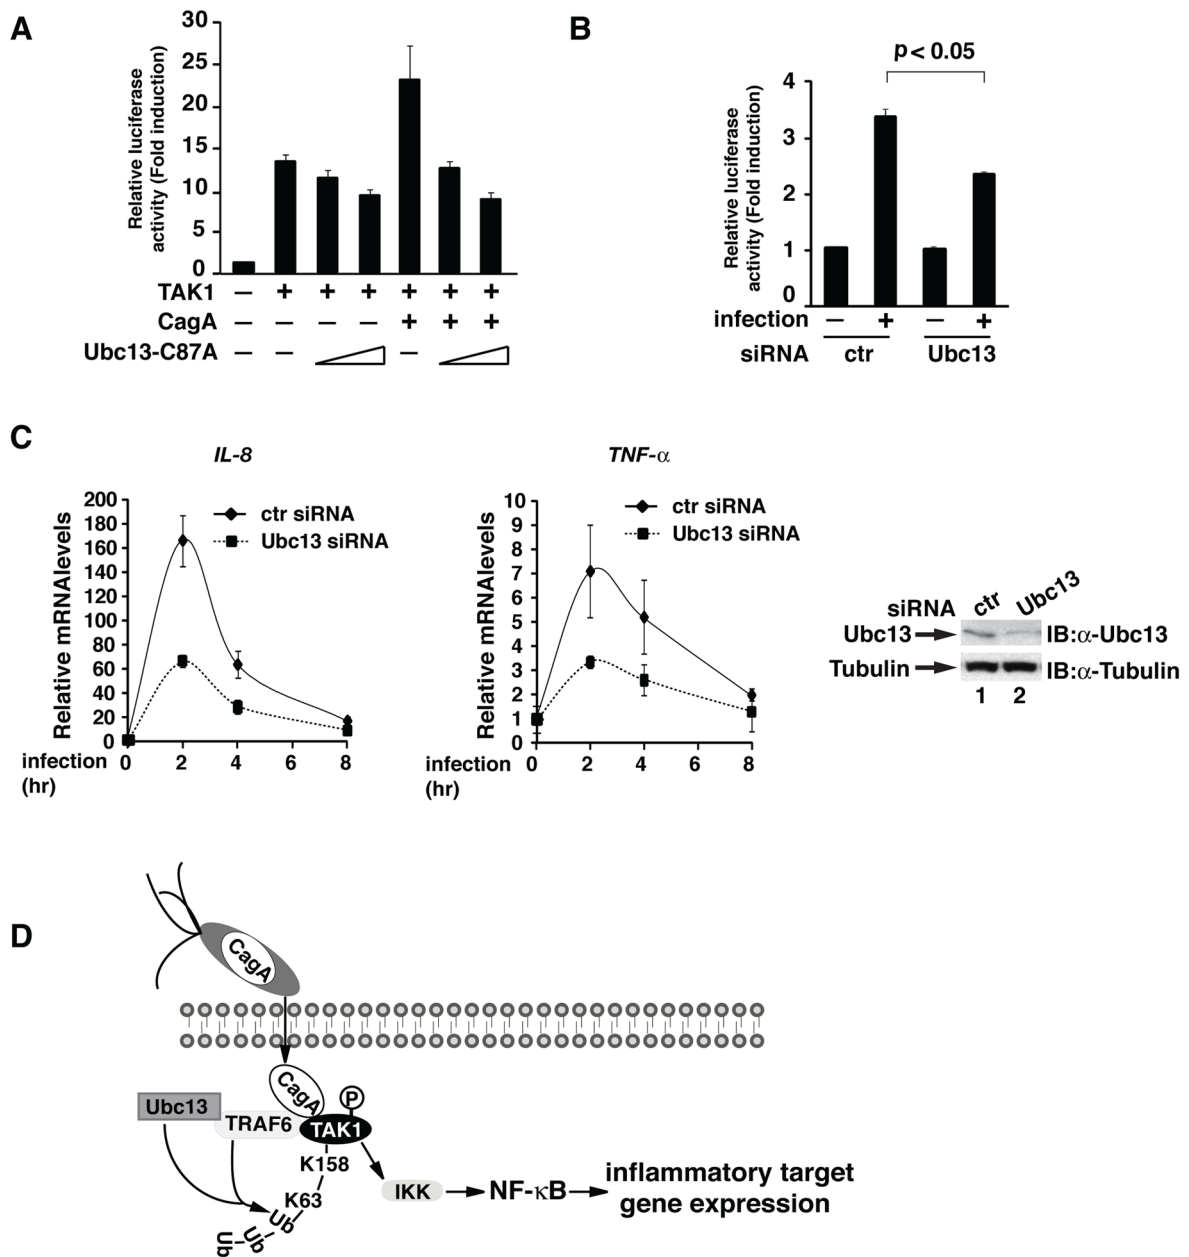 A
Relative luciferase
activity (Fold induction)
30
25
20
15
10
5
0
TAK1 – + + + + + +
CagA – – – – + + +
Ubc13-C87A – – –
B
p < 0.05
Relative luciferase
activity (Fold induction)
4
3
2
1
0
infection – + – +
siRNA ctr Ubc13
C
IL-8
Relative mRNAlevels
200
180
160
140
120
100
80
60
40
20
0
ctr siRNA
Ubc13 siRNA
infection 0 2 4 6 8
(hr)
TNF-α
Relative mRNAlevels
10
9
8
7
6
5
4
3
2
1
0
ctr siRNA
Ubc13 siRNA
infection 0 2 4 6 8
(hr)
siRNA ctr Ubc13
Ubc13 IB:α-Ubc13
Tubulin IB:α-Tubulin
1 2
D
CagA
CagA
P
Ubc13
TRAF6
TAK1
K158
K63
Ub
Ub
Ub
IKK
NF-κB
inflammatory target
gene expression